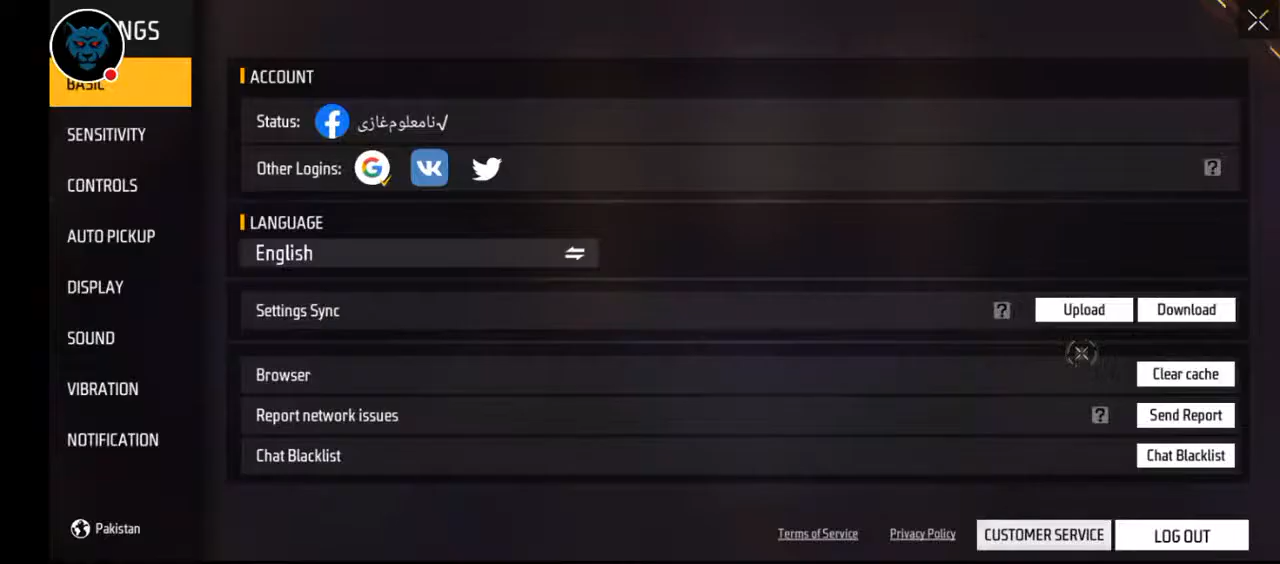 NGS
BASIC
SENSITIVITY
CONTROLS
AUTO PICKUP
DISPLAY
SOUND
VIBRATION
NOTIFICATION
Pakistan
ACCOUNT
Status: نامعلوم‌غازی√
Other Logins: G VK ?
LANGUAGE
English
Settings Sync ? Upload Download
Browser Clear cache
Report network issues ? Send Report
Chat Blacklist Chat Blacklist
Terms of Service Privacy Policy CUSTOMER SERVICE LOG OUT